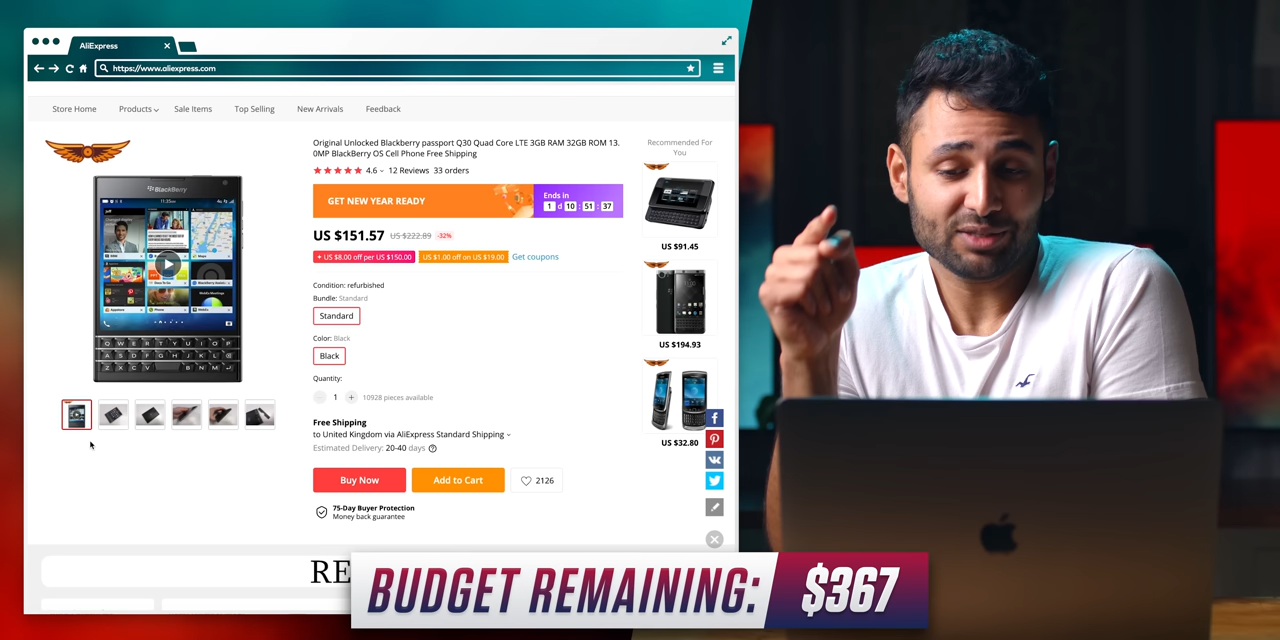 AliExpress
https://www.aliexpress.com
Store Home Products Sale Items Top Selling New Arrivals Feedback
Original Unlocked Blackberry passport Q30 Quad Core LTE 3GB RAM 32GB ROM 13.
0MP BlackBerry OS Cell Phone Free Shipping
4.6 12 Reviews 33 orders
GET NEW YEAR READY
Ends in
1 d 10 : 51 : 37
US $151.57 US $222.89 -32%
+ US $8.00 off per US $150.00 US $1.00 off on US $19.00 Get coupons
Condition: refurbished
Bundle: Standard
Standard
Color: Black
Black
Quantity:
1 + 10928 pieces available
Free Shipping
to United Kingdom via AliExpress Standard Shipping
Estimated Delivery: 20-40 days
Buy Now Add to Cart 2126
75-Day Buyer Protection
Money back guarantee
Recommended For
You
US $91.45
US $194.93
US $32.80
BlackBerry
11:35
Q W E R T Y U I O P
A S D F G H J K L
Z X C V B N M
RE
BUDGET REMAINING: $367